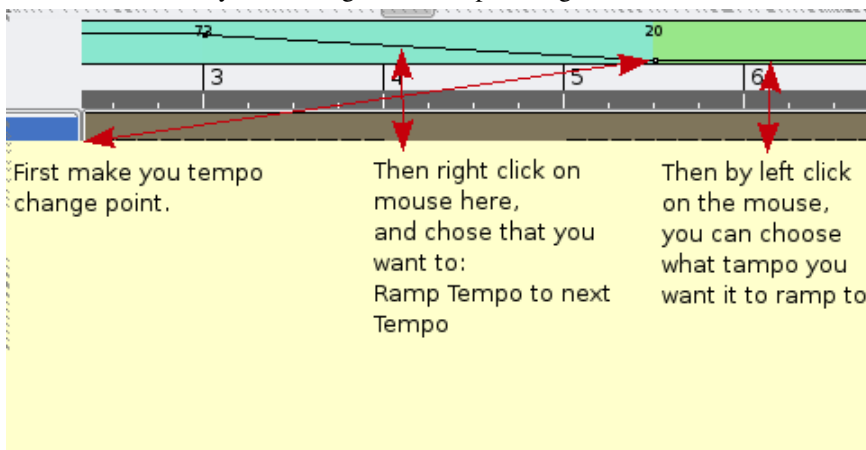 73
20
3
4
5
6
First make you tempo
change point.
Then right click on
mouse here,
and chose that you
want to:
Ramp Tempo to next
Tempo
Then by left click
on the mouse,
you can choose
what tampo you
want it to ramp to